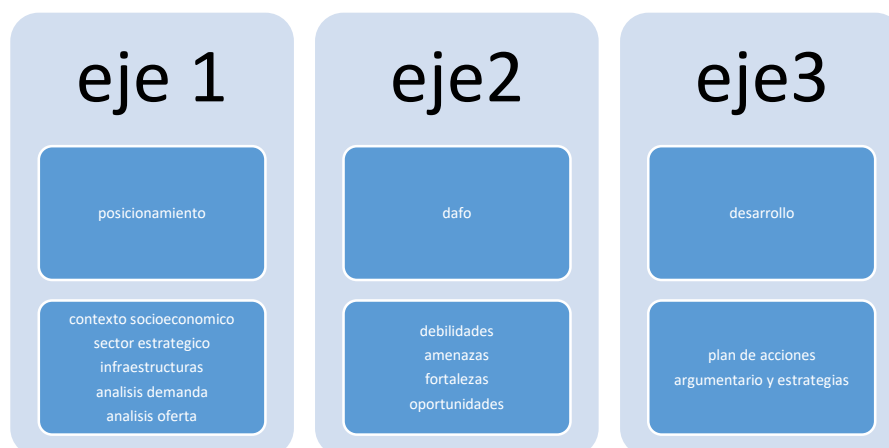 eje 1
posicionamiento
contexto socioeconomico
sector estrategico
infraestructuras
analisis demanda
analisis oferta
eje2
dafo
debilidades
amenazas
fortalezas
oportunidades
eje3
desarrollo
plan de acciones
argumentario y estrategias